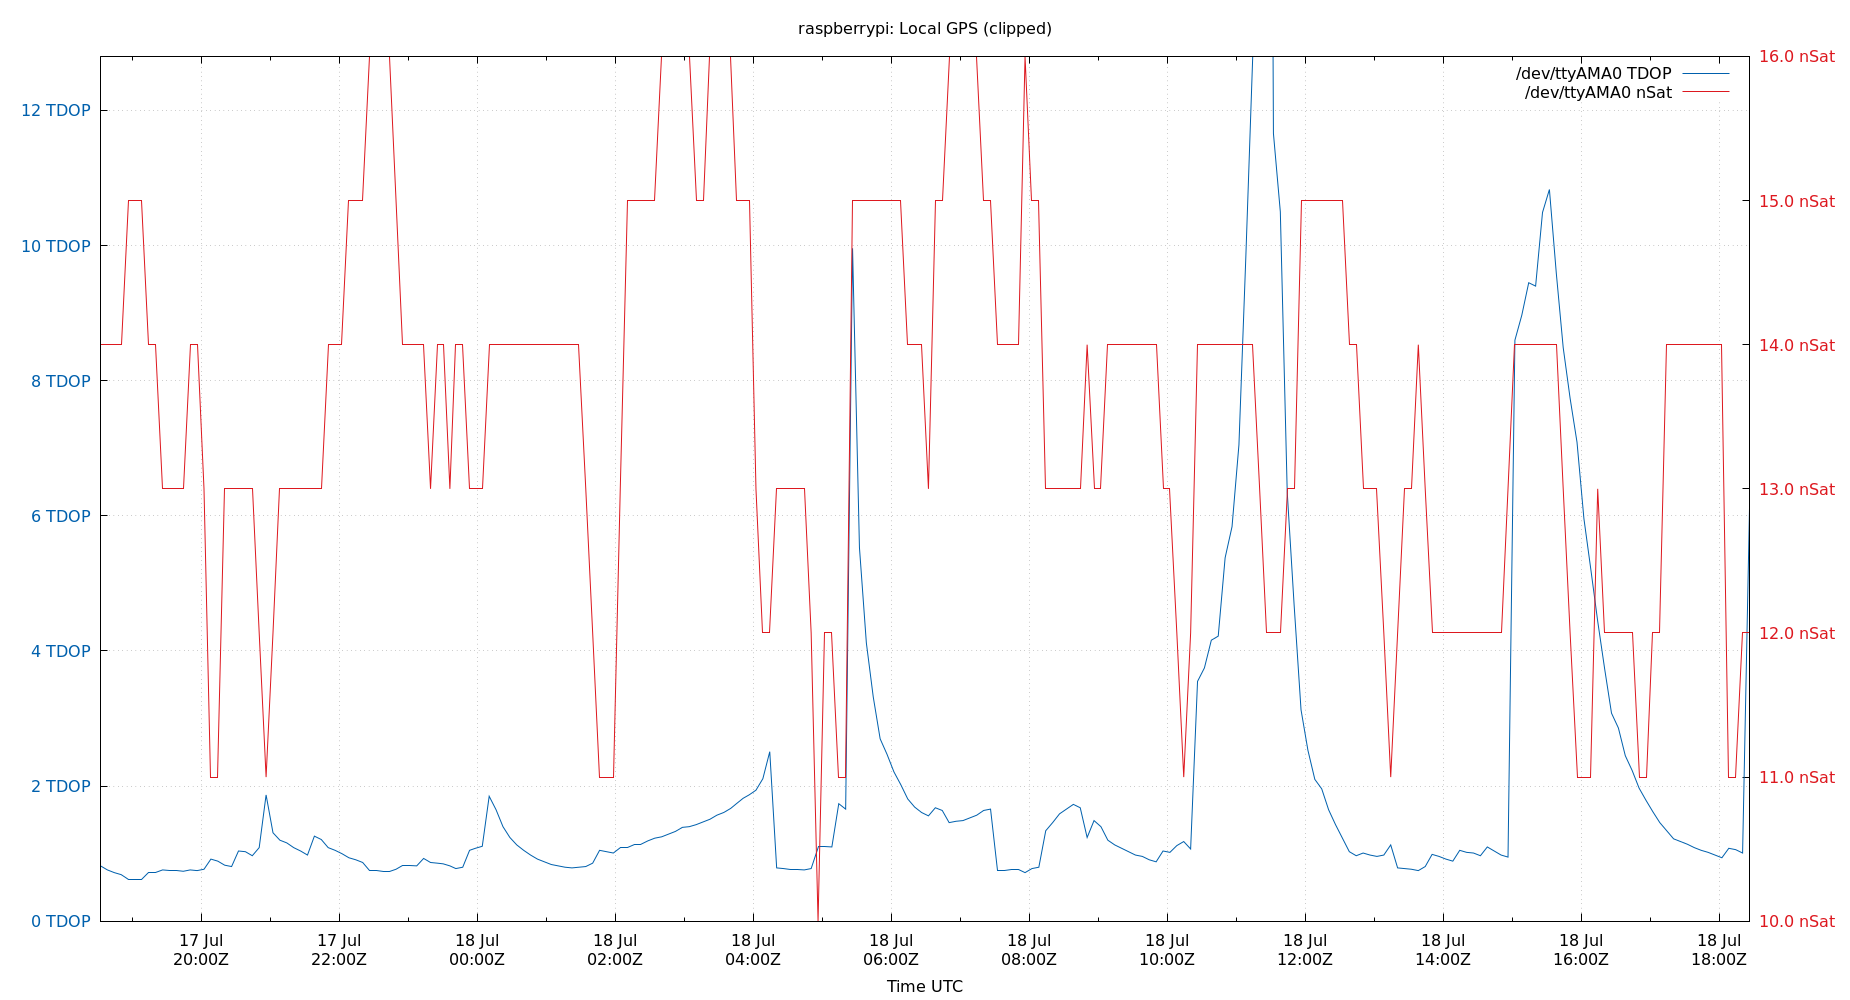 raspberrypi: Local GPS (clipped)
/dev/ttyAMA0 TDOP
/dev/ttyAMA0 nSat
12 TDOP
10 TDOP
8 TDOP
6 TDOP
4 TDOP
2 TDOP
0 TDOP
16.0 nSat
15.0 nSat
14.0 nSat
13.0 nSat
12.0 nSat
11.0 nSat
10.0 nSat
17 Jul 17 Jul 18 Jul 18 Jul 18 Jul 18 Jul 18 Jul 18 Jul 18 Jul 18 Jul 18 Jul 18 Jul
20:00Z 22:00Z 00:00Z 02:00Z 04:00Z 06:00Z 08:00Z 10:00Z 12:00Z 14:00Z 16:00Z 18:00Z
Time UTC